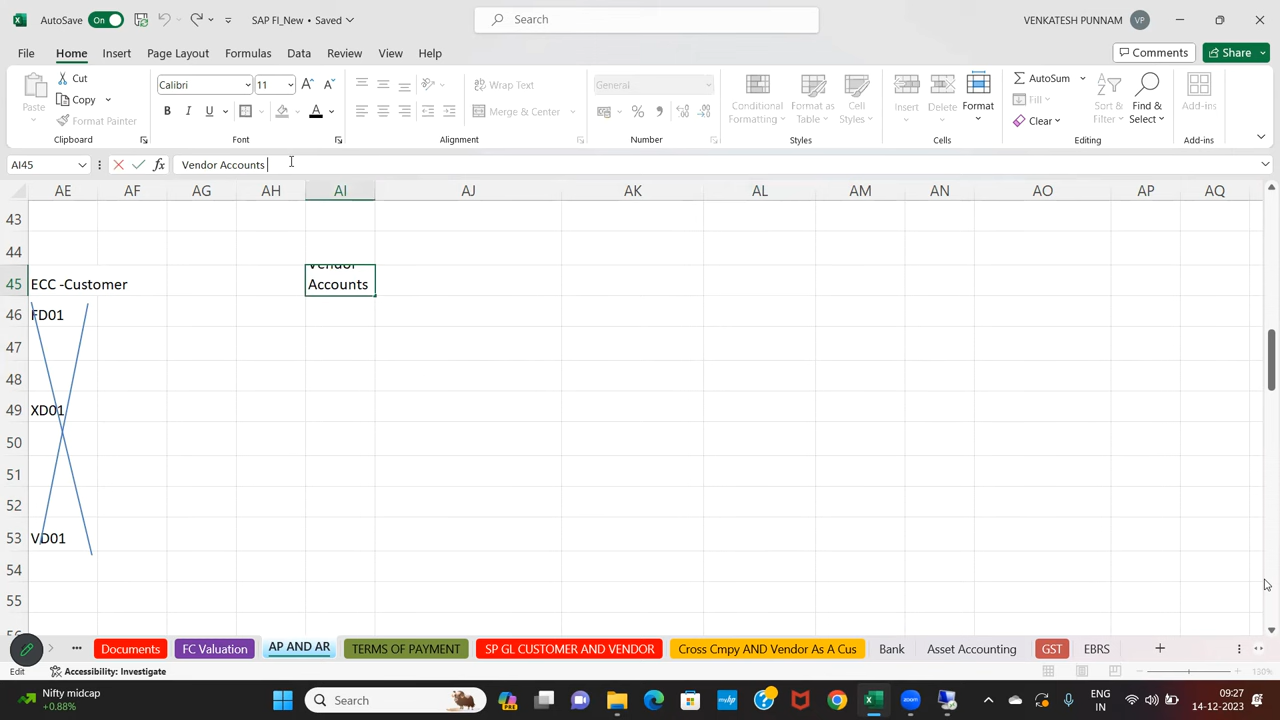 AutoSave On SAP FI_New • Saved Search VENKATESH PUNNAM VP
File Home Insert Page Layout Formulas Data Review View Help Comments Share
Paste Cut Copy Format Painter Clipboard
Calibri 11 A A B I U A Font
Wrap Text Merge & Center Alignment
General % , Number
Conditional Formatting Format as Table Cell Styles Styles
Insert Delete Format Cells
AutoSum Fill Clear Sort & Filter Find & Select Editing
Add-ins Add-ins
AI45 fx Vendor Accounts
AE AF AG AH AI AJ AK AL AM AN AO AP AQ
43
44
45 ECC -Customer Vendor Accounts
46 FD01
47
48
49 XD01
50
51
52
53 VD01
54
55
Documents FC Valuation AP AND AR TERMS OF PAYMENT SP GL CUSTOMER AND VENDOR Cross Cmpy AND Vendor As A Cus Bank Asset Accounting GST EBRS
Edit Accessibility: Investigate 150%
Nifty midcap +0.88% Search zoom ENG IN 09:27 14-12-2023